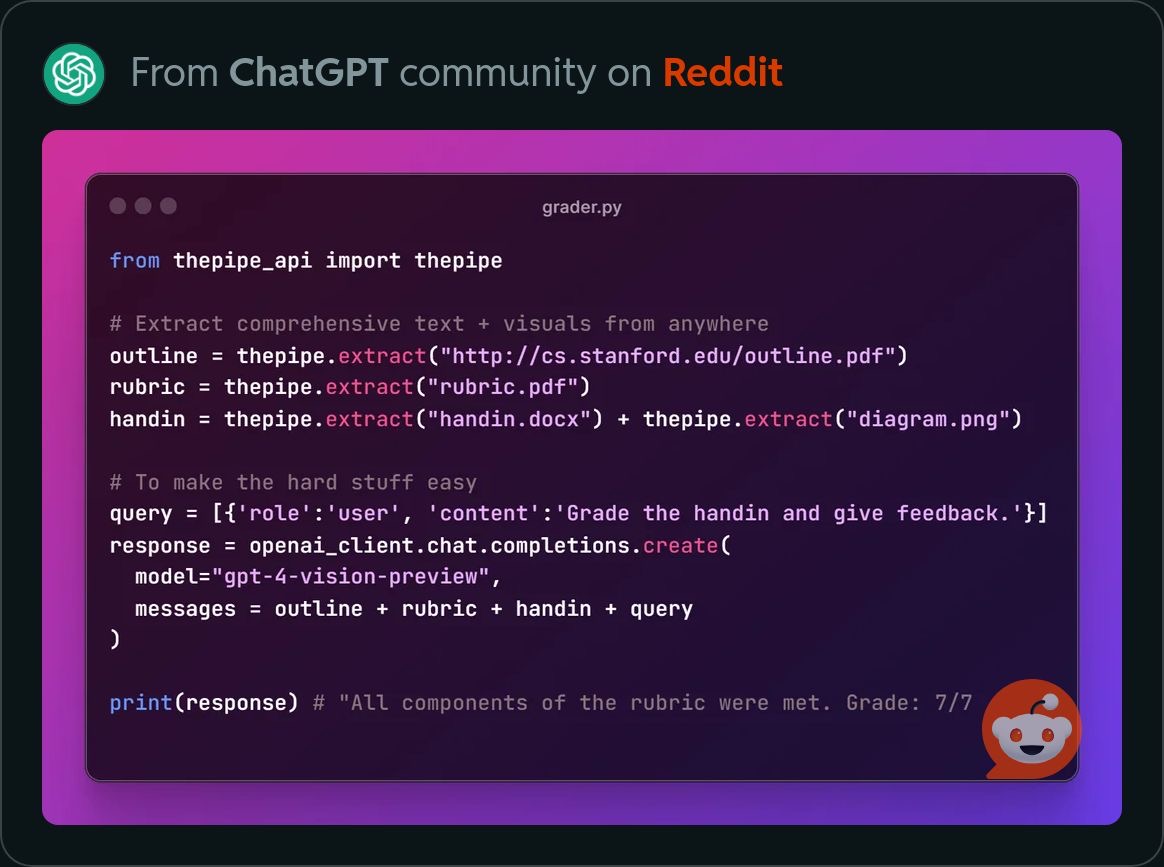 From ChatGPT community on Reddit
grader.py
from thepipe_api import thepipe
# Extract comprehensive text + visuals from anywhere
outline = thepipe.extract("http://cs.stanford.edu/outline.pdf")
rubric = thepipe.extract("rubric.pdf")
handin = thepipe.extract("handin.docx") + thepipe.extract("diagram.png")
# To make the hard stuff easy
query = [{'role':'user', 'content':'Grade the handin and give feedback.'}]
response = openai_client.chat.completions.create(
  model="gpt-4-vision-preview",
  messages = outline + rubric + handin + query
)
print(response) # "All components of the rubric were met. Grade: 7/7